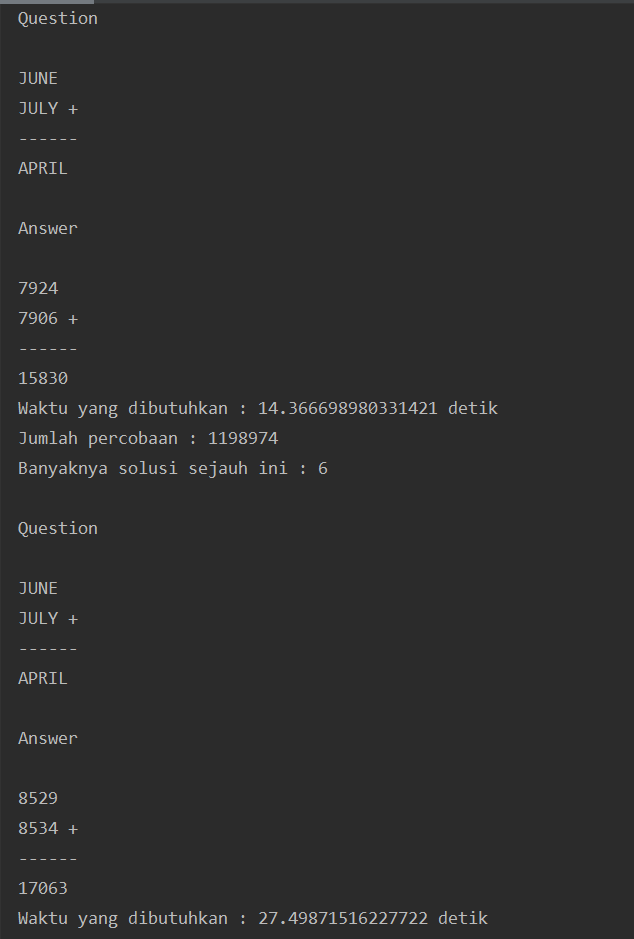 Question
JUNE
JULY +
------
APRIL
Answer
7924
7906 +
------
15830
Waktu yang dibutuhkan : 14.366698980331421 detik
Jumlah percobaan : 1198974
Banyaknya solusi sejauh ini : 6
Question
JUNE
JULY +
------
APRIL
Answer
8529
8534 +
------
17063
Waktu yang dibutuhkan : 27.49871516227722 detik